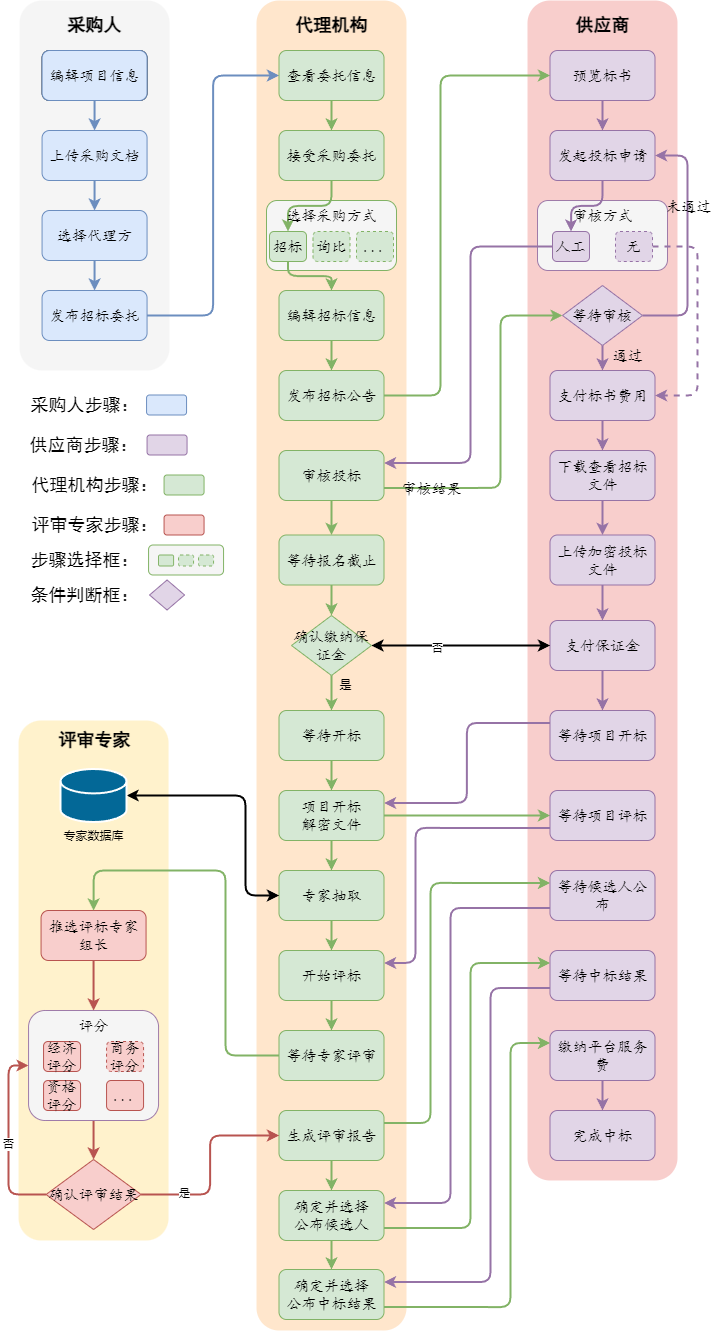 采购人
编辑项目信息
上传采购文档
选择代理方
发布招标委托
采购人步骤：
供应商步骤：
代理机构步骤：
评审专家步骤：
步骤选择框：
条件判断框：
代理机构
查看委托信息
接受采购委托
选择采购方式
招标
询比
...
编辑招标信息
发布招标公告
审核投标
审核结果
等待报名截止
确认缴纳保
证金
否
是
等待开标
项目开标
解密文件
专家抽取
开始评标
等待专家评审
生成评审报告
确定并选择
公布候选人
确定并选择
公布中标结果
供应商
预览标书
发起投标申请
未通过
审核方式
人工
无
等待审核
通过
支付标书费用
下载查看招标
文件
上传加密投标
文件
支付保证金
等待项目开标
等待项目评标
等待候选人公
布
等待中标结果
缴纳平台服务
费
完成中标
评审专家
专家数据库
推选评标专家
组长
评分
经济
评分
商务
评分
资格
评分
...
否
确认评审结果
是